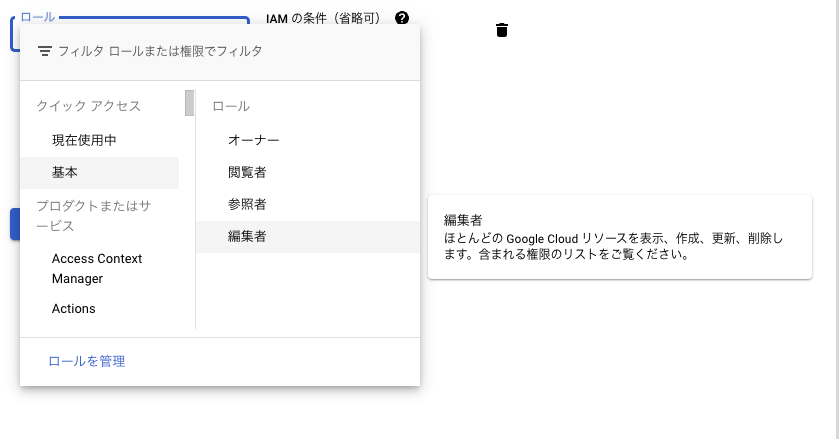 ロール
IAM の条件（省略可）
フィルタ ロールまたは権限でフィルタ
クイック アクセス
現在使用中
基本
プロダクトまたはサ
ービス
Access Context
Manager
Actions
ロール
オーナー
閲覧者
参照者
編集者
編集者
ほとんどの Google Cloud リソースを表示、作成、更新、削除し
ます。含まれる権限のリストをご覧ください。
ロールを管理